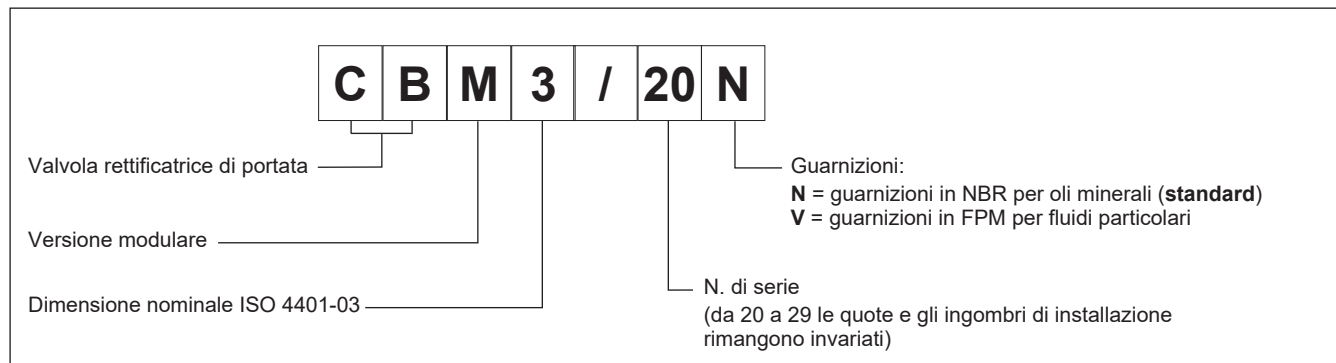 C B M 3 / 20 N
Valvola rettificatrice di portata
Versione modulare
Dimensione nominale ISO 4401-03
Guarnizioni:
N = guarnizioni in NBR per oli minerali (standard)
V = guarnizioni in FPM per fluidi particolari
N. di serie
(da 20 a 29 le quote e gli ingombri di installazione
rimangono invariati)